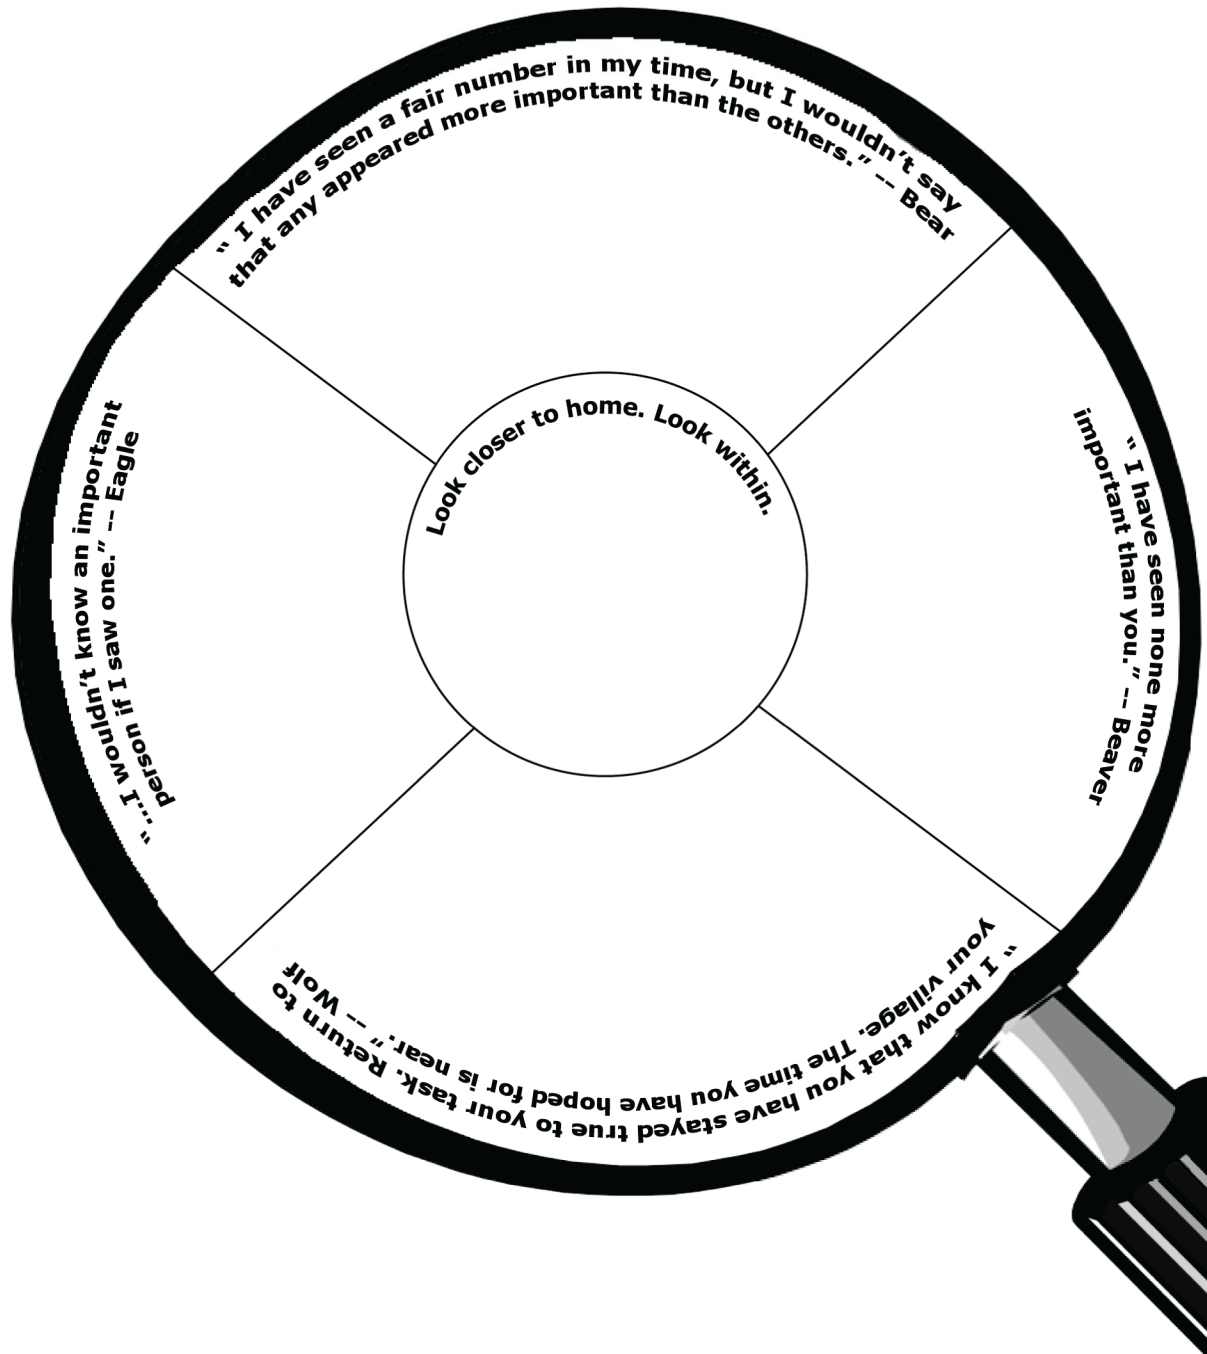 “ I have seen a fair number in my time, but I wouldn’t say
that any appeared more important than the others.” -- Bear
“ I have seen none more
important than you.” -- Beaver
“ I know that you have stayed true to your task. Return to
your village. The time you have hoped for is near.” -- Wolf
“...I wouldn’t know an important
person if I saw one.” -- Eagle
Look closer to home. Look within.